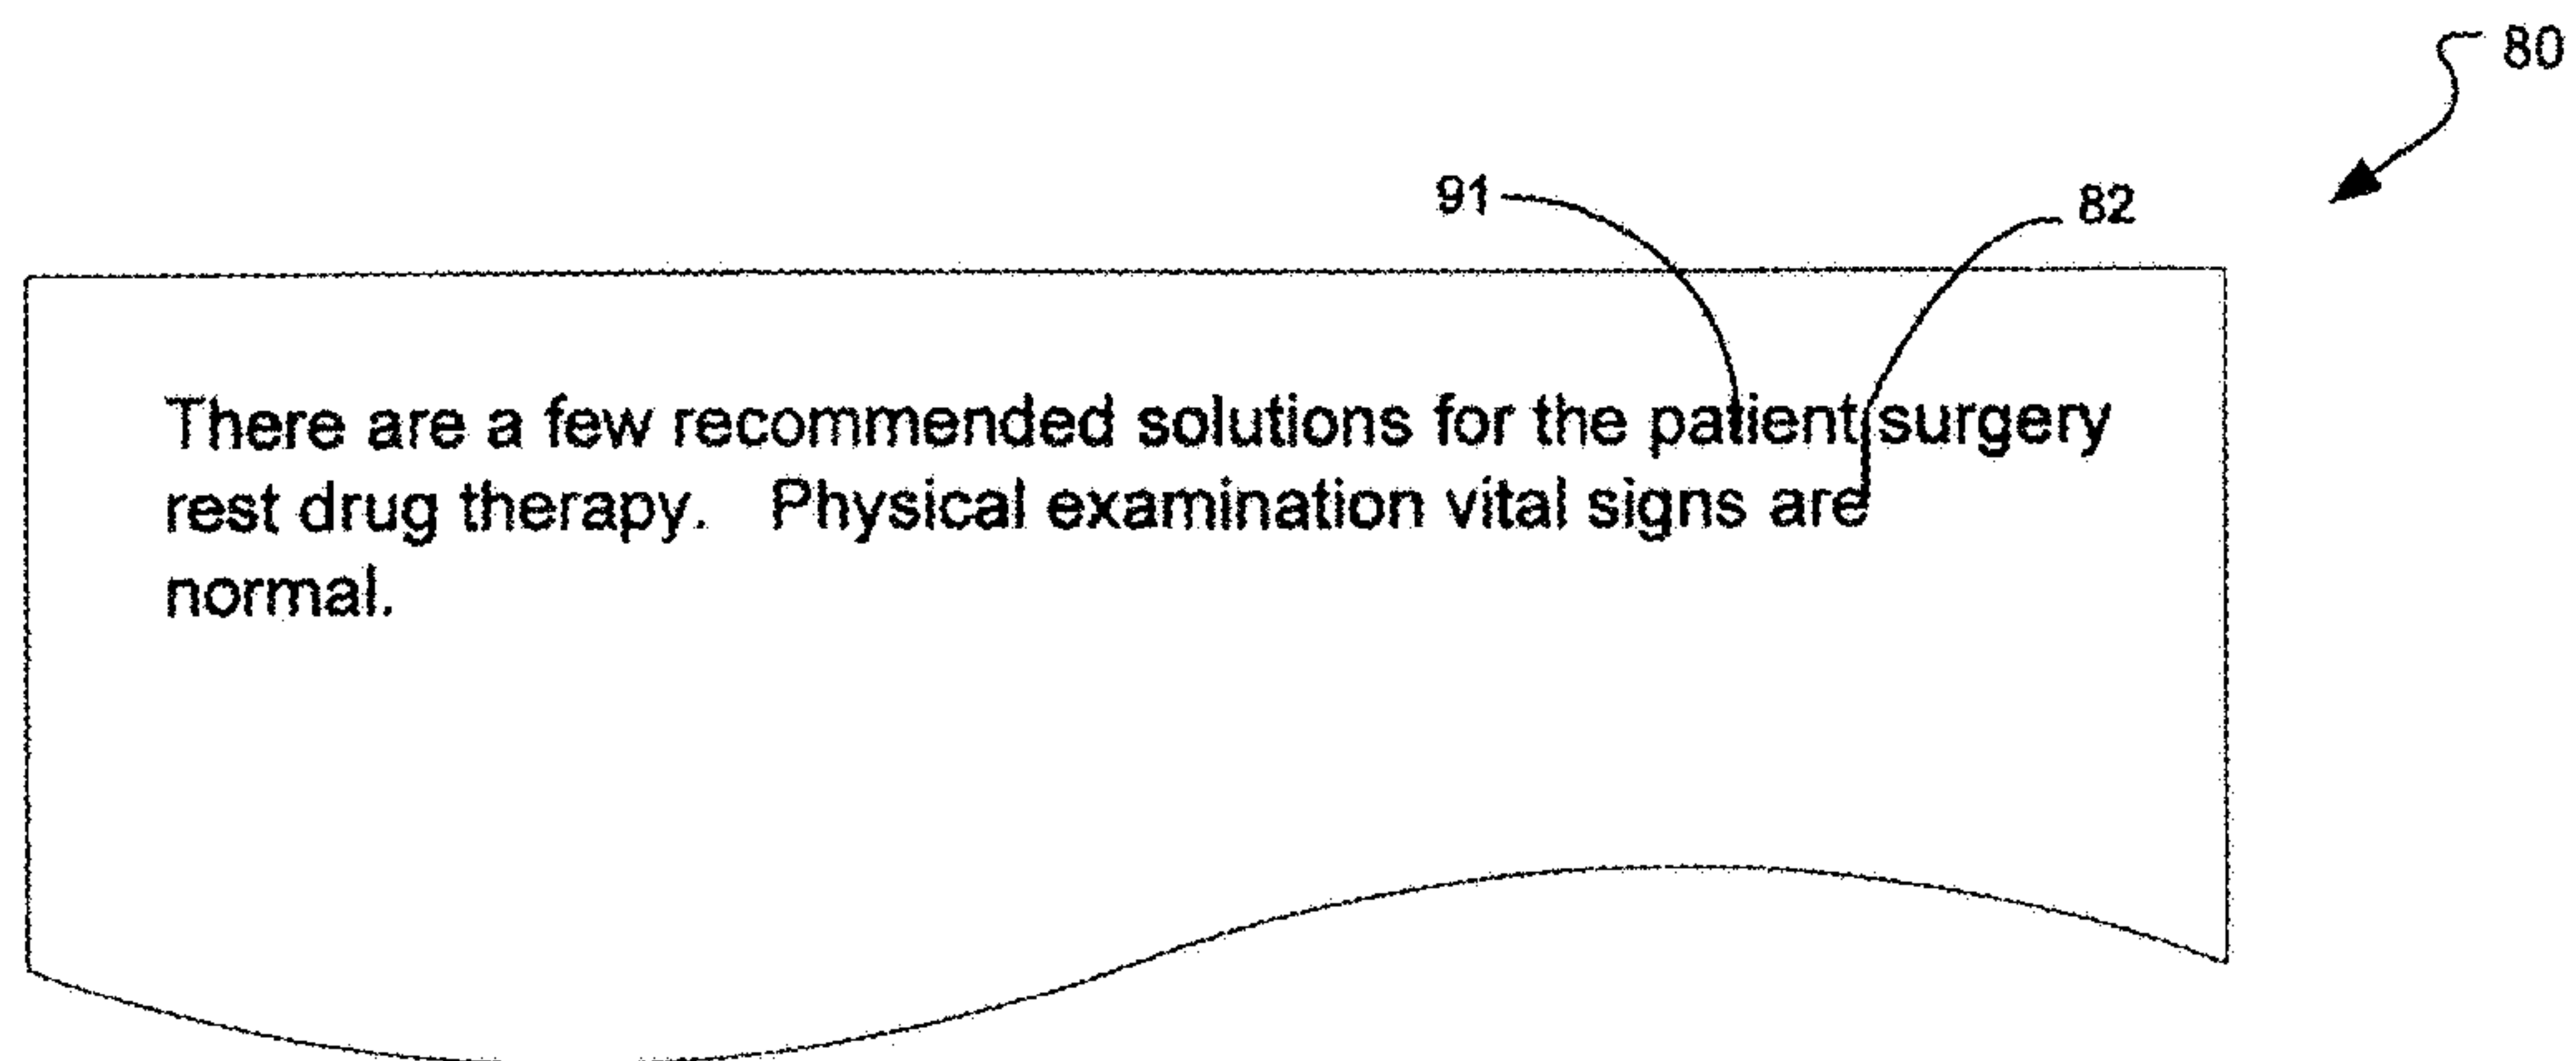 80
91
82
There are a few recommended solutions for the patient surgery
rest drug therapy.   Physical examination vital signs are
normal.